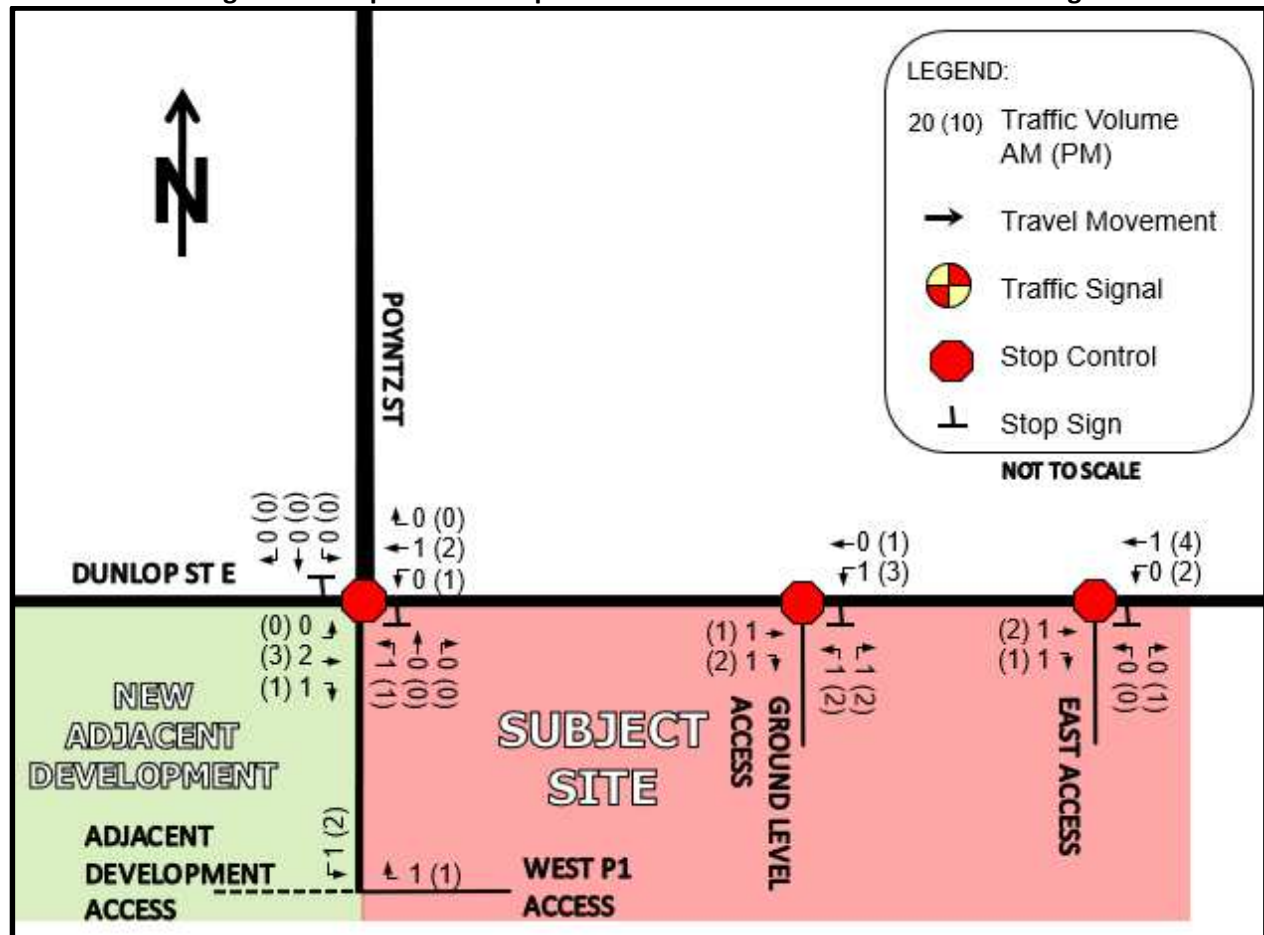 N
POYNTZ ST
LEGEND:
20 (10) Traffic Volume
AM (PM)
Travel Movement
Traffic Signal
Stop Control
Stop Sign
NOT TO SCALE
DUNLOP ST E
0 (0)
0 (0)
0 (0)
0 (0)
1 (2)
0 (1)
(0) 0
(3) 2
(1) 1
1 (1)
0 (0)
0 (0)
0 (1)
1 (3)
(1) 1
(2) 1
1 (2)
1 (2)
1 (4)
0 (2)
(2) 1
(1) 1
0 (0)
0 (1)
NEW
ADJACENT
DEVELOPMENT
SUBJECT
SITE
GROUND LEVEL
ACCESS
EAST ACCESS
ADJACENT
DEVELOPMENT
ACCESS
1 (2)
1 (1)
WEST P1
ACCESS